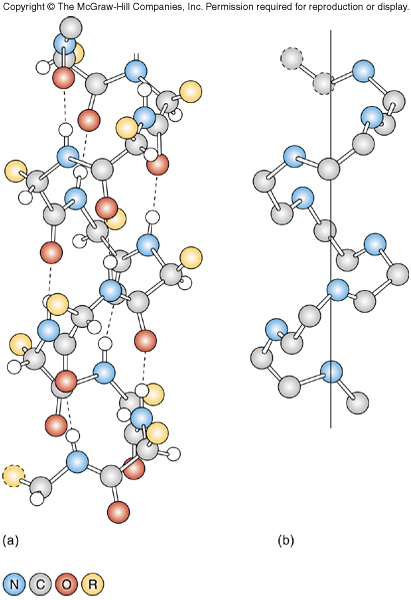 Copyright © The McGraw-Hill Companies, Inc. Permission required for reproduction or display.
(a) (b)
N C O R